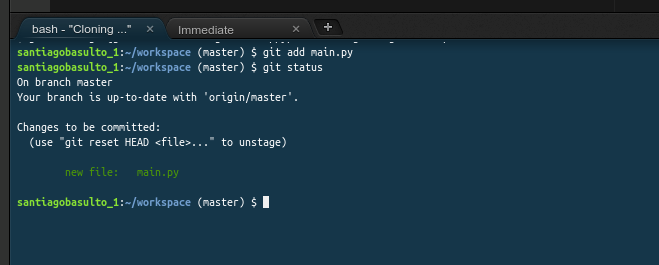 bash - "Cloning ..." × Immediate × +
santiagobasulto_1:~/workspace (master) $ git add main.py
santiagobasulto_1:~/workspace (master) $ git status
On branch master
Your branch is up-to-date with 'origin/master'.
Changes to be committed:
(use "git reset HEAD <file>..." to unstage)
new file: main.py
santiagobasulto_1:~/workspace (master) $